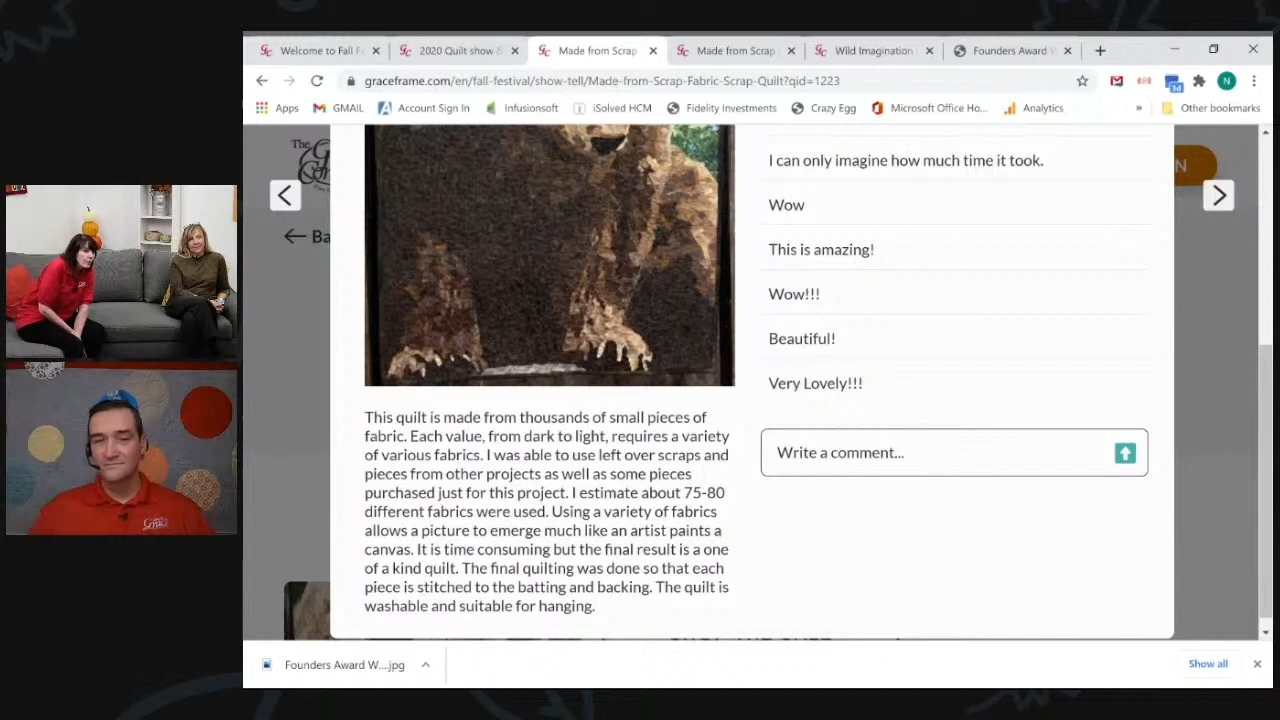 Welcome to Fall F
2020 Quilt show &
Made from Scrap
Made from Scrap
Wild Imagination
Founders Award W
graceframe.com/en/fall-festival/show-tell/Made-from-Scrap-Fabric-Scrap-Quilt?qid=1223
Apps
GMAIL
Account Sign In
Infusionsoft
iSolved HCM
Fidelity Investments
Crazy Egg
Microsoft Office Ho...
Analytics
»
Other bookmarks
The
N
← Ba
I can only imagine how much time it took.
Wow
This is amazing!
Wow!!!
Beautiful!
Very Lovely!!!
Write a comment...
This quilt is made from thousands of small pieces of
fabric. Each value, from dark to light, requires a variety
of various fabrics. I was able to use left over scraps and
pieces from other projects as well as some pieces
purchased just for this project. I estimate about 75-80
different fabrics were used. Using a variety of fabrics
allows a picture to emerge much like an artist paints a
canvas. It is time consuming but the final result is a one
of a kind quilt. The final quilting was done so that each
piece is stitched to the batting and backing. The quilt is
washable and suitable for hanging.
Founders Award W....jpg
Show all